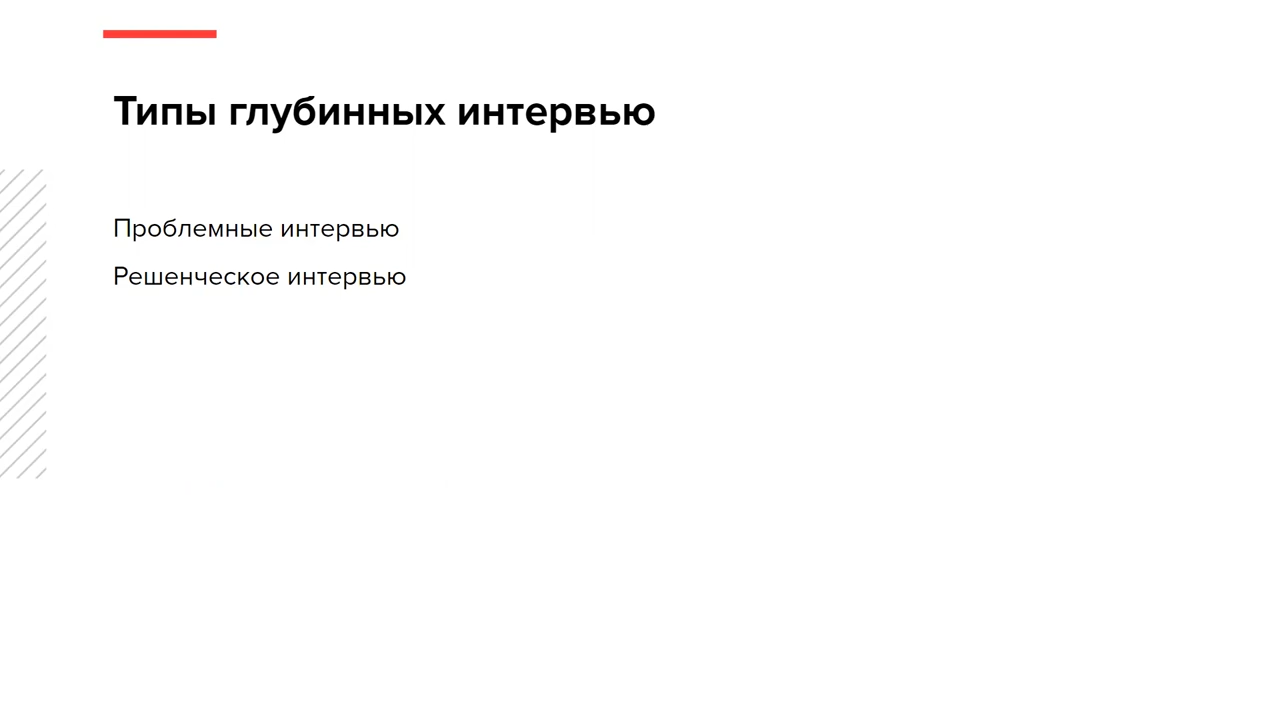 Типы глубинных интервью
Проблемные интервью
Решенческое интервью